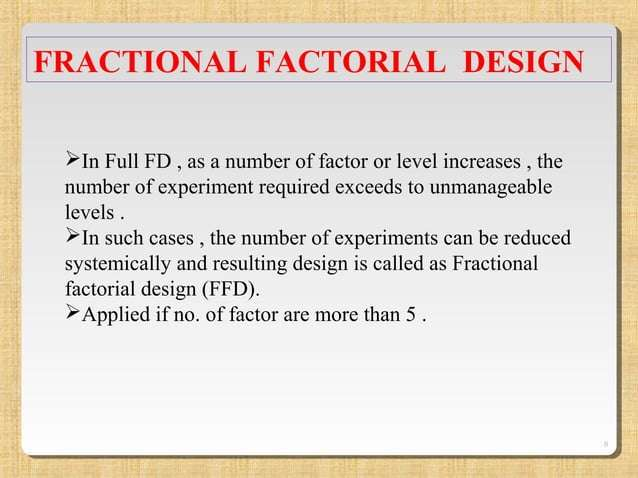 FRACTIONAL FACTORIAL DESIGN
➢In Full FD , as a number of factor or level increases , the
number of experiment required exceeds to unmanageable
levels .
➢In such cases , the number of experiments can be reduced
systemically and resulting design is called as Fractional
factorial design (FFD).
➢Applied if no. of factor are more than 5 .